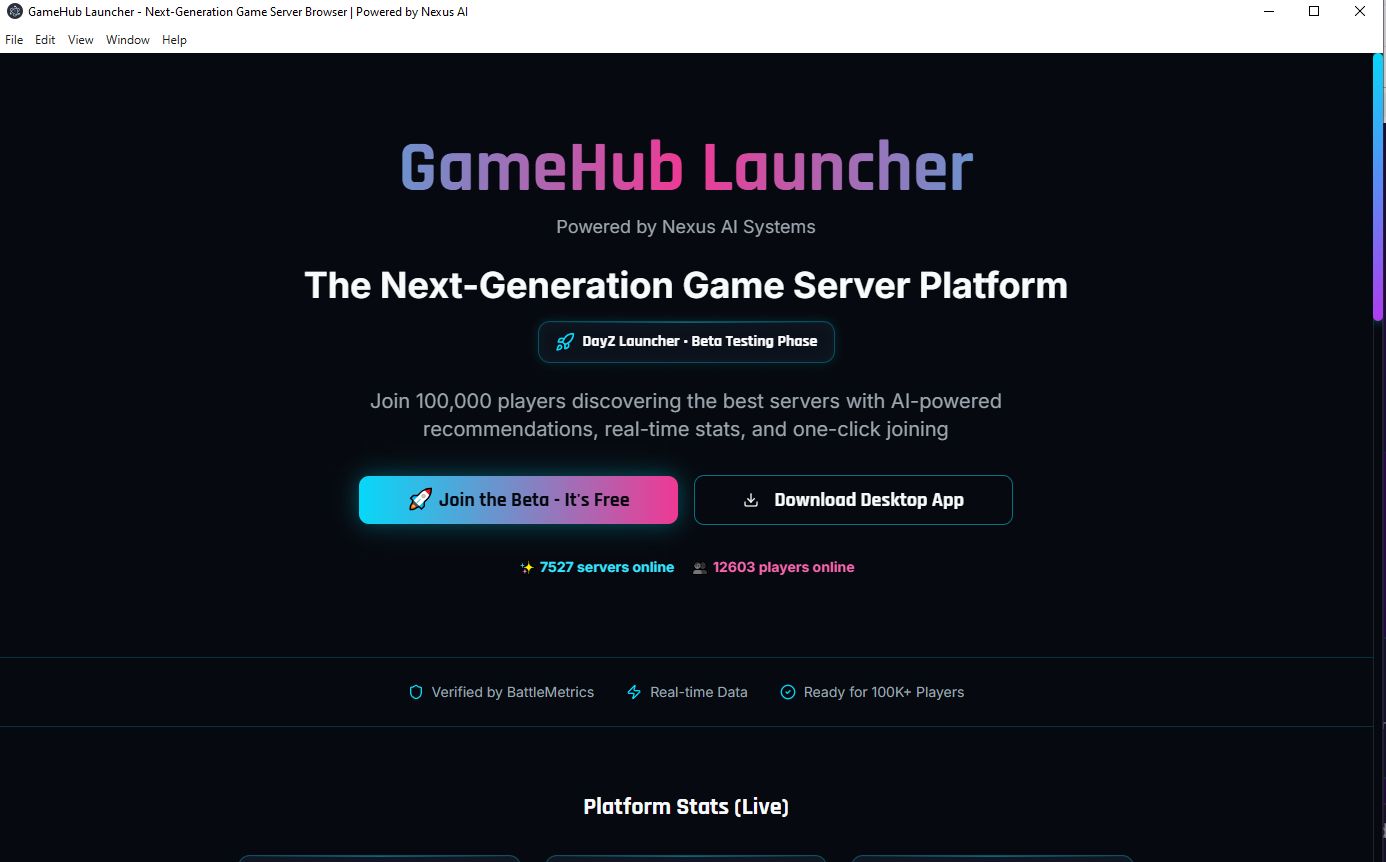 GameHub Launcher - Next-Generation Game Server Browser | Powered by Nexus AI
File Edit View Window Help
GameHub Launcher
Powered by Nexus AI Systems
The Next-Generation Game Server Platform
DayZ Launcher • Beta Testing Phase
Join 100,000 players discovering the best servers with AI-powered
recommendations, real-time stats, and one-click joining
🚀 Join the Beta - It's Free
Download Desktop App
✨ 7527 servers online 👥 12603 players online
Verified by BattleMetrics Real-time Data Ready for 100K+ Players
Platform Stats (Live)